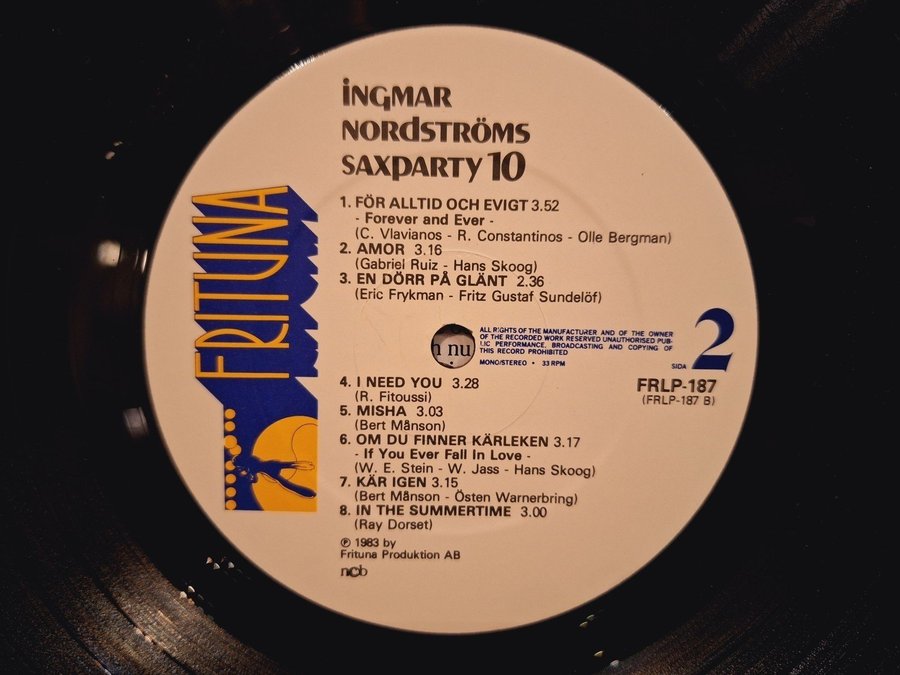 FRITUNA
İNGMAR
NORDSTRÖMS
SAXPARTY 10
1. FÖR ALLTID OCH EVIGT 3.52
- Forever and Ever -
(C. Vlavianos - R. Constantinos - Olle Bergman)
2. AMOR 3.16
(Gabriel Ruiz - Hans Skoog)
3. EN DÖRR PÅ GLÄNT 2.36
(Eric Frykman - Fritz Gustaf Sundelöf)
ALL RIGHTS OF THE MANUFACTURER AND OF THE OWNER
OF THE RECORDED WORK RESERVED UNAUTHORISED PUB-
LIC PERFORMANCE, BROADCASTING AND COPYING OF
THIS RECORD PROHIBITED
MONO/STEREO • 33 RPM
SIDA 2
nu
FRLP-187
(FRLP-187 B)
4. I NEED YOU 3.28
(R. Fitoussi)
5. MISHA 3.03
(Bert Månson)
6. OM DU FINNER KÄRLEKEN 3.17
- If You Ever Fall In Love -
(W. E. Stein - W. Jass - Hans Skoog)
7. KÄR IGEN 3.15
(Bert Månson - Östen Warnerbring)
8. IN THE SUMMERTIME 3.00
(Ray Dorset)
℗ 1983 by
Frituna Produktion AB
ncb